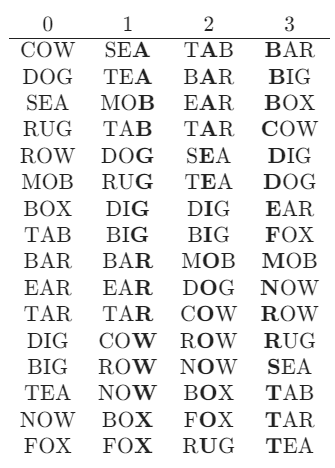 0 1 2 3
COW SEA TAB BAR
DOG TEA BAR BIG
SEA MOB EAR BOX
RUG TAB TAR COW
ROW DOG SEA DIG
MOB RUG TEA DOG
BOX DIG DIG EAR
TAB BIG BIG FOX
BAR BAR MOB MOB
EAR EAR DOG NOW
TAR TAR COW ROW
DIG COW ROW RUG
BIG ROW NOW SEA
TEA NOW BOX TAB
NOW BOX FOX TAR
FOX FOX RUG TEA